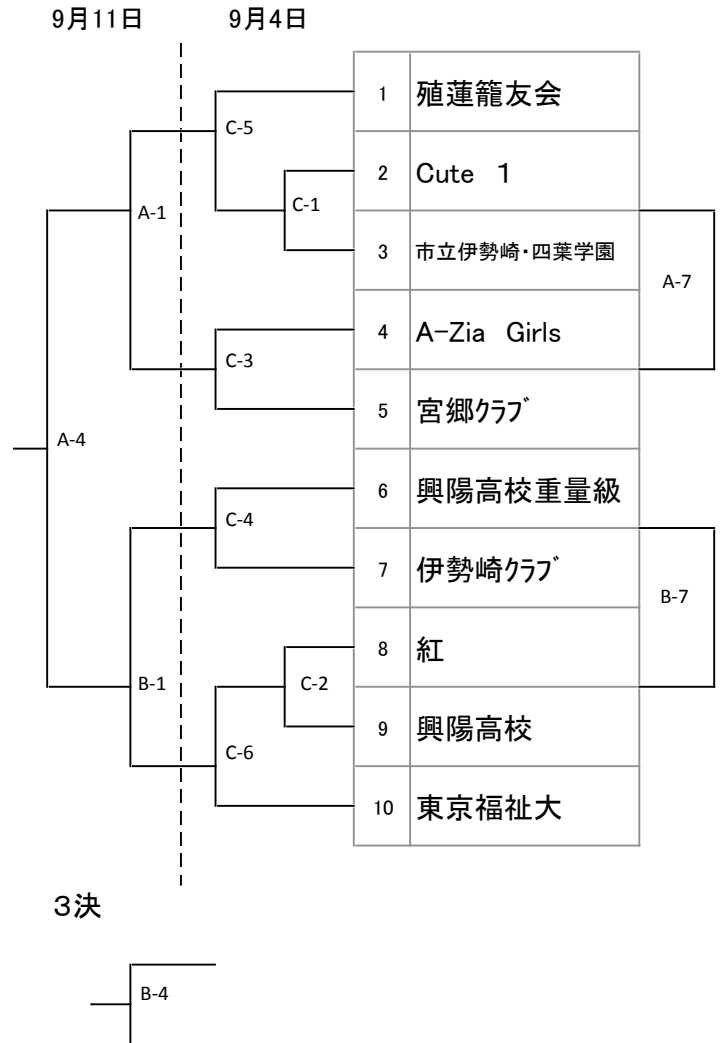 9月11日 9月4日
1 殖蓮籠友会
C-5
2 Cute 1
C-1
A-1
3 市立伊勢崎・四葉学園
A-7
4 A-Zia Girls
C-3
5 宮郷ｸﾗﾌﾞ
A-4
6 興陽高校重量級
C-4
7 伊勢崎ｸﾗﾌﾞ
B-7
8 紅
B-1
C-2
9 興陽高校
C-6
10 東京福祉大
３決
B-4